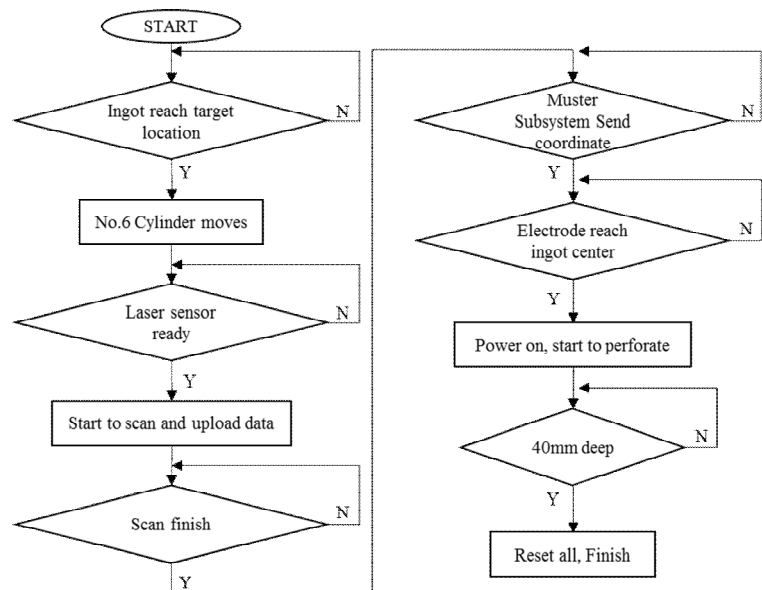 START
Ingot reach target
location
N
Y
No.6 Cylinder moves
Laser sensor
ready
N
Y
Start to scan and upload data
Scan finish
N
Y
Muster
Subsystem Send
coordinate
N
Y
Electrode reach
ingot center
N
Y
Power on, start to perforate
40mm deep
N
Y
Reset all, Finish